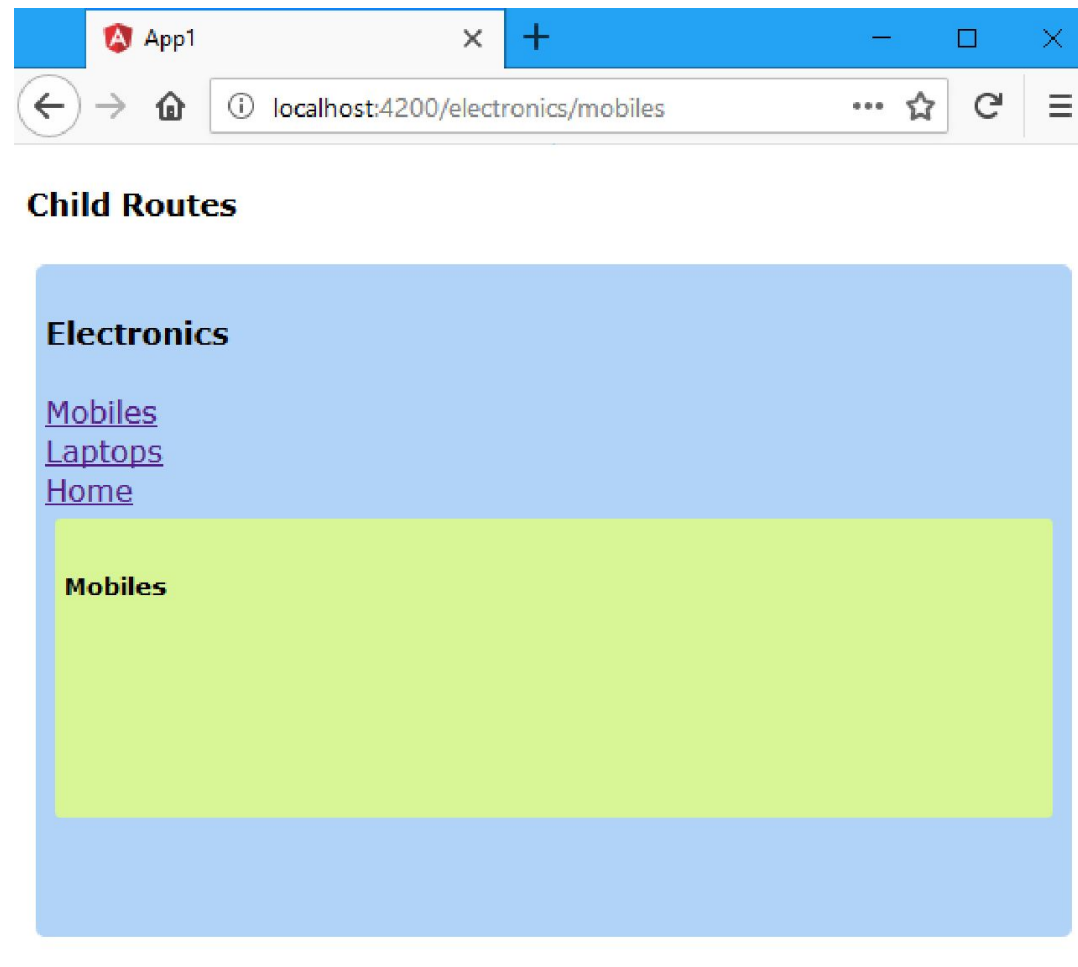 App1
localhost:4200/electronics/mobiles
Child Routes
Electronics
Mobiles
Laptops
Home
Mobiles